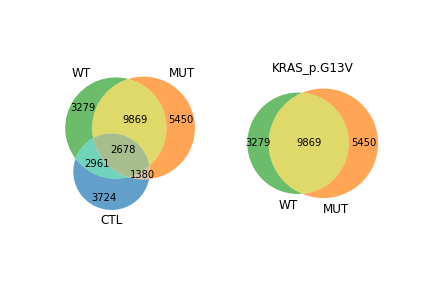 WT
MUT
3279
9869
5450
2678
2961
1380
3724
CTL
KRAS_p.G13V
3279
9869
5450
WT
MUT